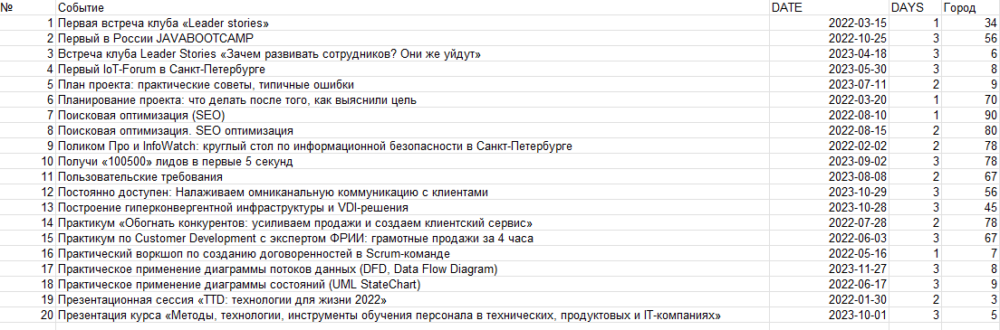 № Событие DATE DAYS Город
1 Первая встреча клуба «Leader stories» 2022-03-15 1 34
2 Первый в России JAVABOOTCAMP 2022-10-25 3 56
3 Встреча клуба Leader Stories «Зачем развивать сотрудников? Они же уйдут» 2023-04-18 3 6
4 Первый IoT-Forum в Санкт-Петербурге 2023-05-30 3 8
5 План проекта: практические советы, типичные ошибки 2023-07-11 2 9
6 Планирование проекта: что делать после того, как выяснили цель 2022-03-20 1 70
7 Поисковая оптимизация (SEO) 2022-08-10 1 90
8 Поисковая оптимизация. SEO оптимизация 2022-08-15 2 80
9 Поликом Про и InfoWatch: круглый стол по информационной безопасности в Санкт-Петербурге 2022-02-02 2 78
10 Получи «100500» лидов в первые 5 секунд 2023-09-02 3 78
11 Пользовательские требования 2023-08-08 2 67
12 Постоянно доступен: Налаживаем омниканальную коммуникацию с клиентами 2023-10-29 3 56
13 Построение гиперконвергентной инфраструктуры и VDI-решения 2023-10-28 3 45
14 Практикум «Обогнать конкурентов: усиливаем продажи и создаем клиентский сервис» 2022-07-28 2 78
15 Практикум по Customer Development с экспертом ФРИИ: грамотные продажи за 4 часа 2022-06-03 3 67
16 Практический воркшоп по созданию договоренностей в Scrum-команде 2022-05-16 1 7
17 Практическое применение диаграммы потоков данных (DFD, Data Flow Diagram) 2023-11-27 3 8
18 Практическое применение диаграммы состояний (UML StateChart) 2022-06-17 3 9
19 Презентационная сессия «TTD: технологии для жизни 2022» 2022-01-30 2 3
20 Презентация курса «Методы, технологии, инструменты обучения персонала в технических, продуктовых и IT-компаниях» 2023-10-01 3 5